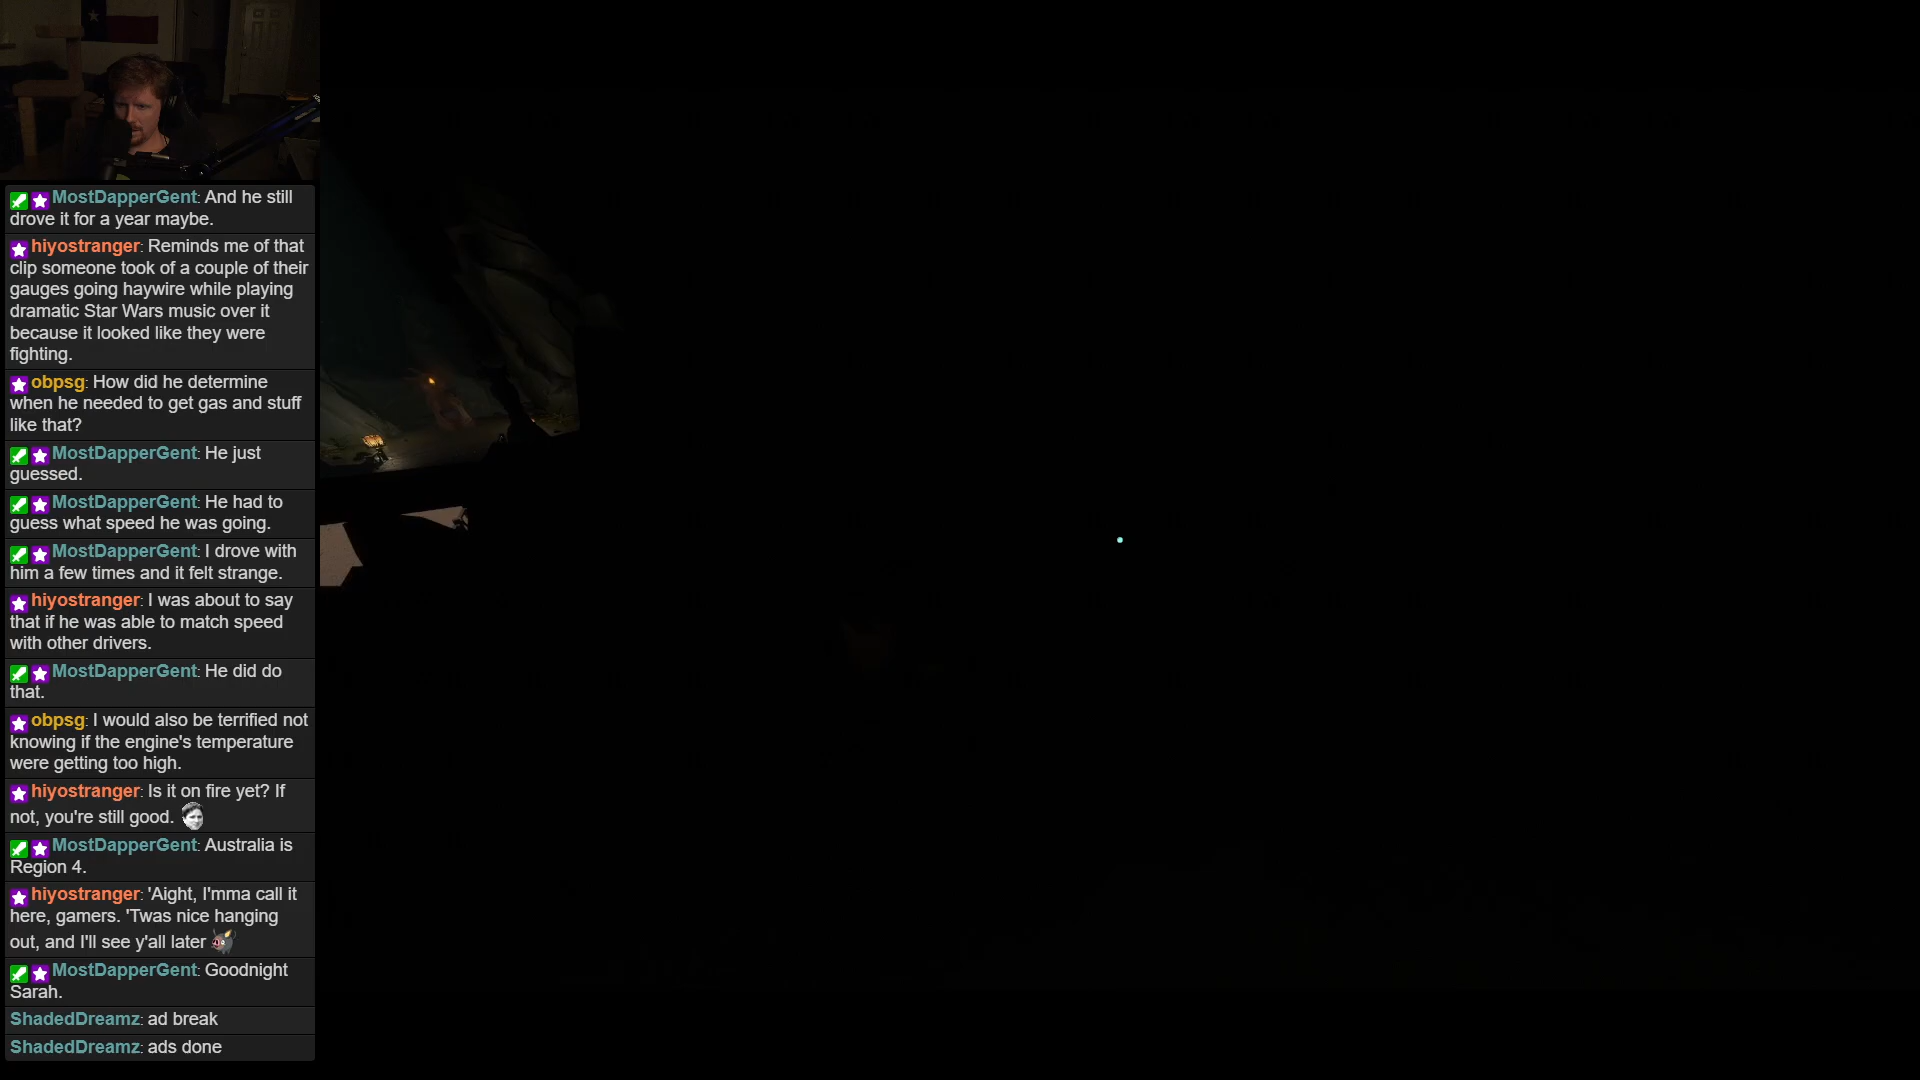 MostDapperGent: And he still
drove it for a year maybe.
hiyostranger: Reminds me of that
clip someone took of a couple of their
gauges going haywire while playing
dramatic Star Wars music over it
because it looked like they were
fighting.
obpsg: How did he determine
when he needed to get gas and stuff
like that?
MostDapperGent: He just
guessed.
MostDapperGent: He had to
guess what speed he was going.
MostDapperGent: I drove with
him a few times and it felt strange.
hiyostranger: I was about to say
that if he was able to match speed
with other drivers.
MostDapperGent: He did do
that.
obpsg: I would also be terrified not
knowing if the engine's temperature
were getting too high.
hiyostranger: Is it on fire yet? If
not, you're still good.
MostDapperGent: Australia is
Region 4.
hiyostranger: 'Aight, I'mma call it
here, gamers. 'Twas nice hanging
out, and I'll see y'all later
MostDapperGent: Goodnight
Sarah.
ShadedDreamz: ad break
ShadedDreamz: ads done